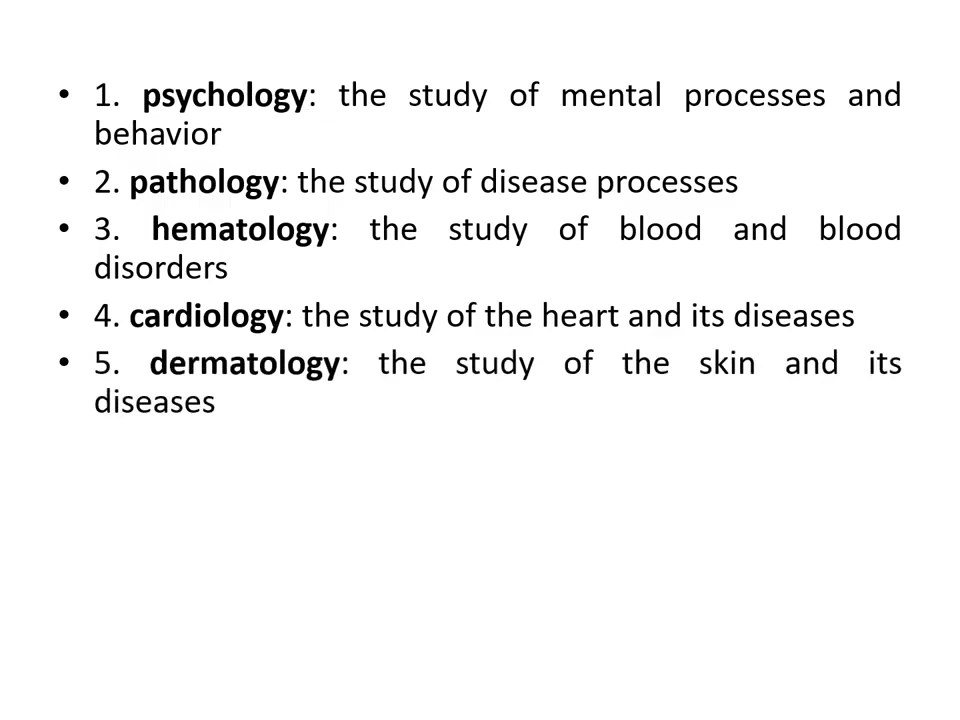 • 1. psychology: the study of mental processes and
behavior
• 2. pathology: the study of disease processes
• 3. hematology: the study of blood and blood
disorders
• 4. cardiology: the study of the heart and its diseases
• 5. dermatology: the study of the skin and its
diseases